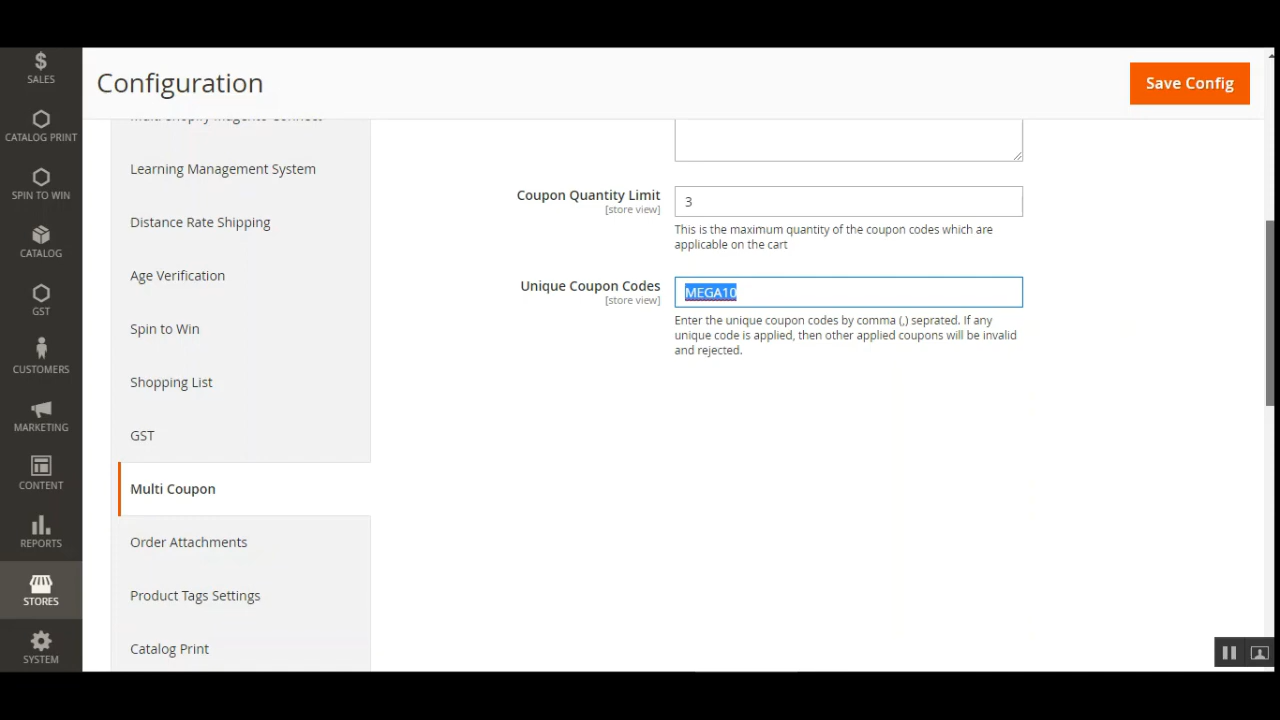 SALES
CATALOG PRINT
SPIN TO WIN
CATALOG
GST
CUSTOMERS
MARKETING
CONTENT
REPORTS
STORES
SYSTEM
Configuration
Save Config
Learning Management System
Distance Rate Shipping
Age Verification
Spin to Win
Shopping List
GST
Multi Coupon
Order Attachments
Product Tags Settings
Catalog Print
Coupon Quantity Limit
[store view]
3
This is the maximum quantity of the coupon codes which are
applicable on the cart
Unique Coupon Codes
[store view]
MEGA10
Enter the unique coupon codes by comma (,) seprated. If any
unique code is applied, then other applied coupons will be invalid
and rejected.